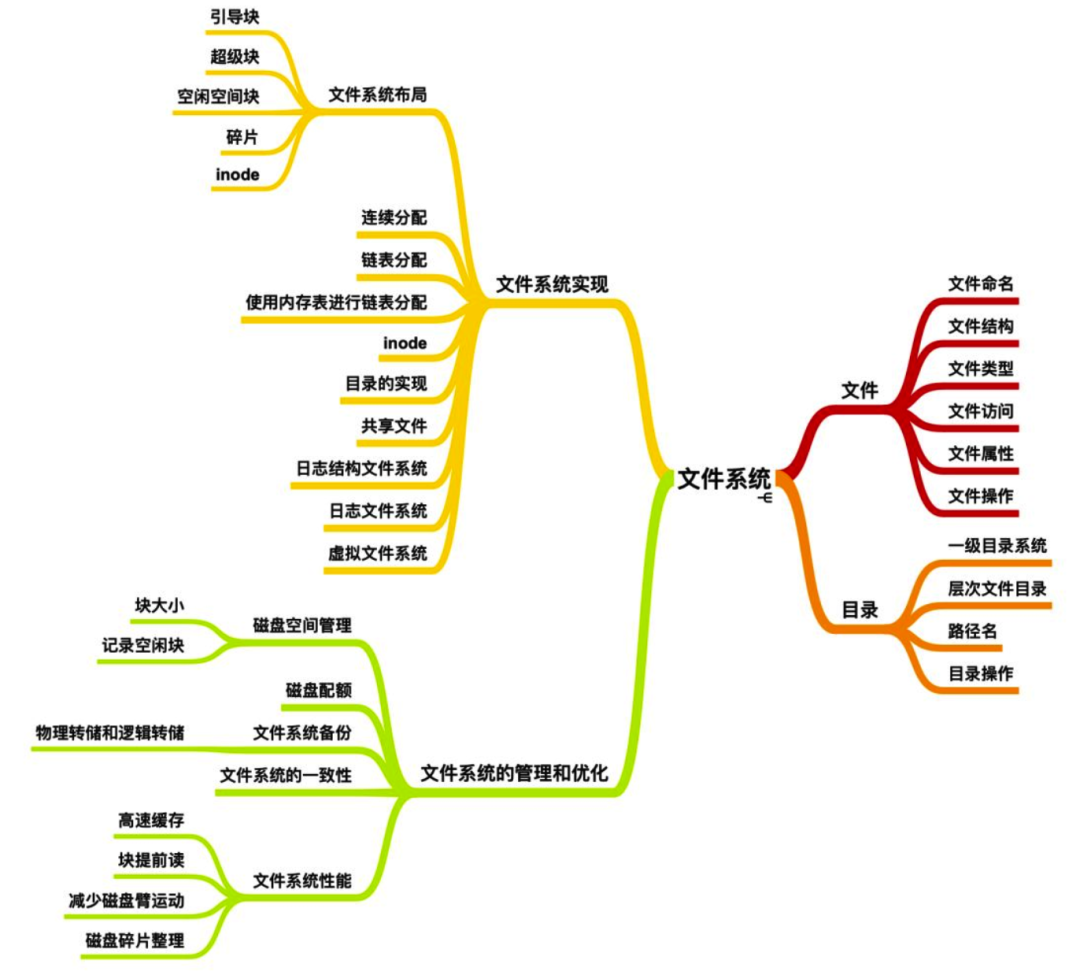 文件系统
文件
文件命名
文件结构
文件类型
文件访问
文件属性
文件操作
目录
一级目录系统
层次文件目录
路径名
目录操作
文件系统实现
文件系统布局
引导块
超级块
空闲空间块
碎片
inode
连续分配
链表分配
使用内存表进行链表分配
inode
目录的实现
共享文件
日志结构文件系统
日志文件系统
虚拟文件系统
文件系统的管理和优化
磁盘空间管理
块大小
记录空闲块
磁盘配额
文件系统备份
物理转储和逻辑转储
文件系统的一致性
文件系统性能
高速缓存
块提前读
减少磁盘臂运动
磁盘碎片整理